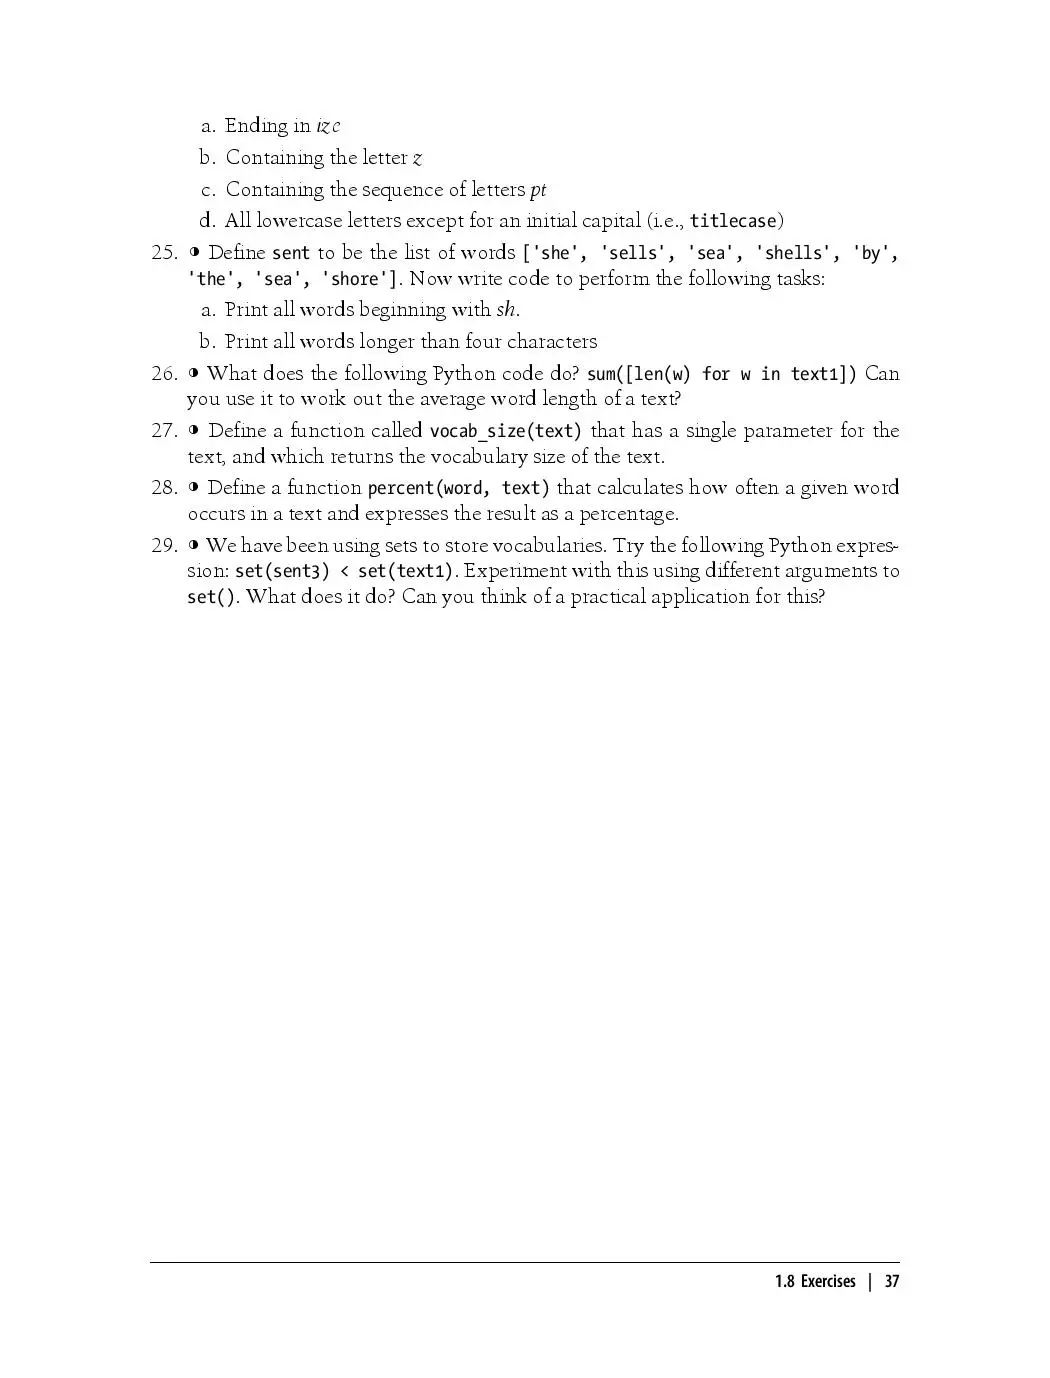 a. Ending in ize
b. Containing the letter z
c. Containing the sequence of letters pt
d. All lowercase letters except for an initial capital (i.e., titlecase)
25. ◑ Define sent to be the list of words ['she', 'sells', 'sea', 'shells', 'by',
'the', 'sea', 'shore']. Now write code to perform the following tasks:
a. Print all words beginning with sh.
b. Print all words longer than four characters
26. ◑ What does the following Python code do? sum([len(w) for w in text1]) Can
you use it to work out the average word length of a text?
27. ◑ Define a function called vocab_size(text) that has a single parameter for the
text, and which returns the vocabulary size of the text.
28. ◑ Define a function percent(word, text) that calculates how often a given word
occurs in a text and expresses the result as a percentage.
29. ◑ We have been using sets to store vocabularies. Try the following Python expres-
sion: set(sent3) < set(text1). Experiment with this using different arguments to
set(). What does it do? Can you think of a practical application for this?
1.8 Exercises | 37